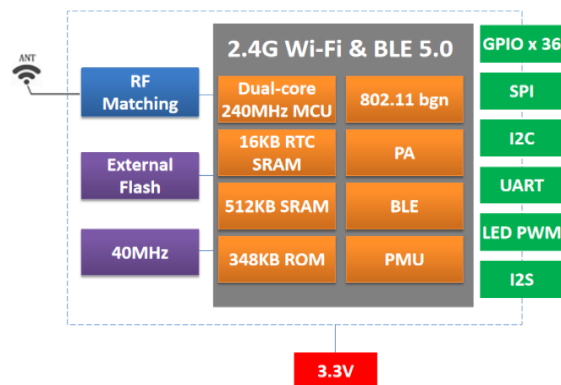 ANT
RF
Matching
External
Flash
40MHz
2.4G Wi-Fi & BLE 5.0
Dual-core
240MHz MCU
802.11 bgn
16KB RTC
SRAM
PA
512KB SRAM
BLE
348KB ROM
PMU
GPIO x 36
SPI
I2C
UART
LED PWM
I2S
3.3V